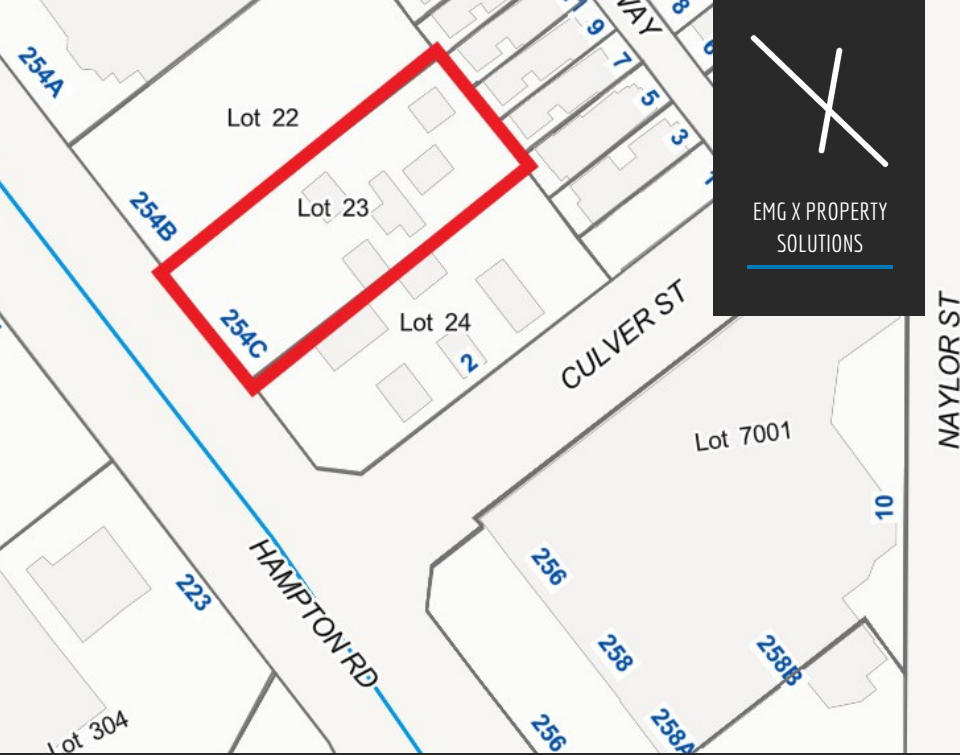 WAY
9
8
7
254A
5
Lot 22
3
EMG X PROPERTY
SOLUTIONS
Lot 23
254B
254C
Lot 24
CULVER ST
2
NAYLOR ST
Lot 7001
10
HAMPTON RD
256
223
258
258B
Lot 304
256
258A